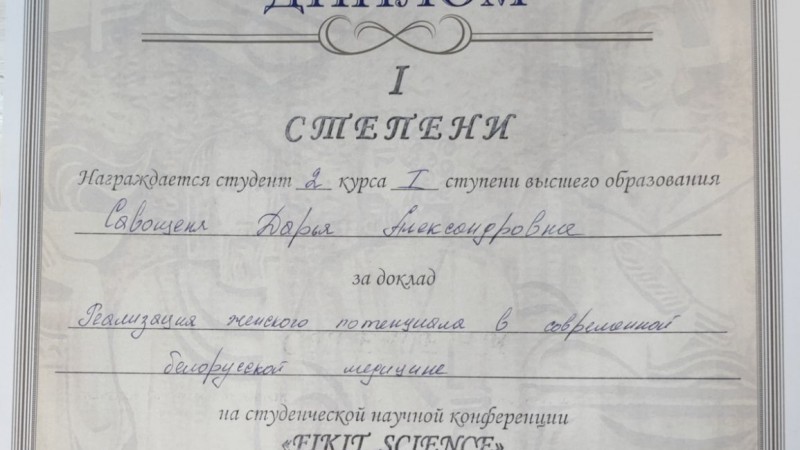 ДИПЛОМ
I
СТЕПЕНИ
Награждается студент 2 курса I ступени высшего образования
Дарья Александровна
за доклад
Реализация женского потенциала в современной
белорусской медицине
на студенческой научной конференции
«FIKIT SCIENCE»